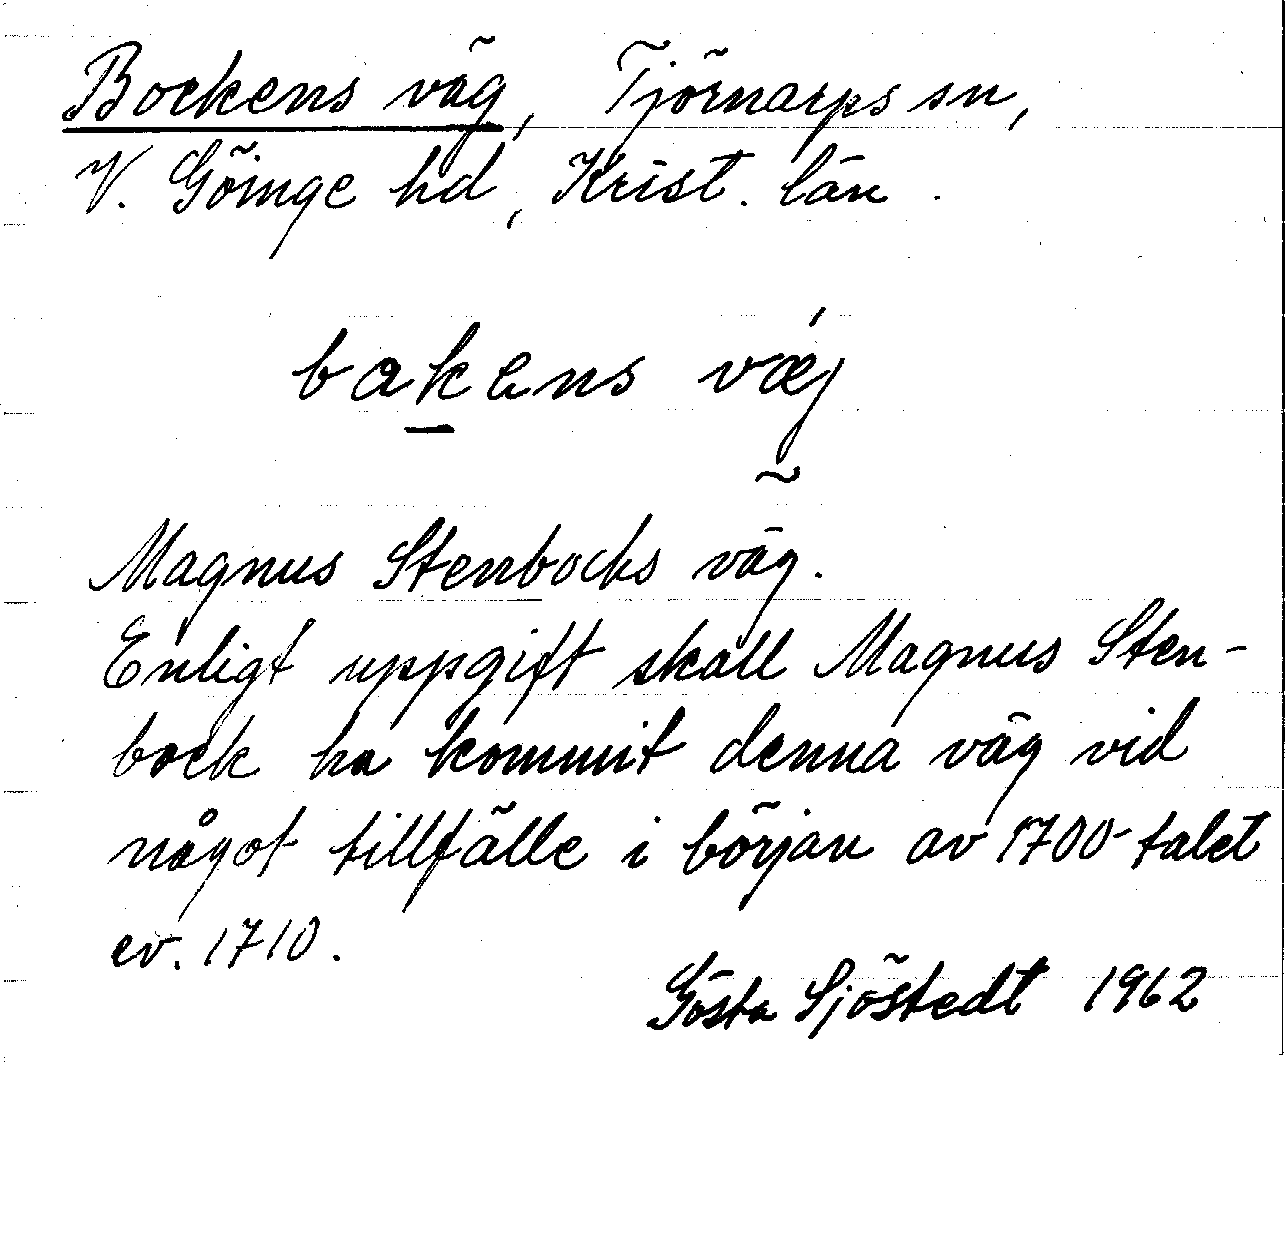 Bockens väg, Tjörnarps sn,
V. Göinge hd, Krist. län.
bakens vǽj
Magnus Stenbocks väg.
Enligt uppgift skall Magnus Sten-
bock ha kommit denna väg vid
något tillfälle i början av 1700-talet
ev. 1710.
Gösta Sjöstedt 1962